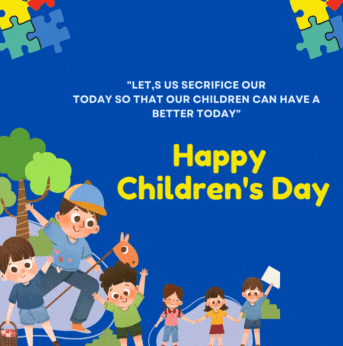 "LET,S US SECRIFICE OUR
TODAY SO THAT OUR CHILDREN CAN HAVE A
BETTER TODAY"
Happy
Children's Day